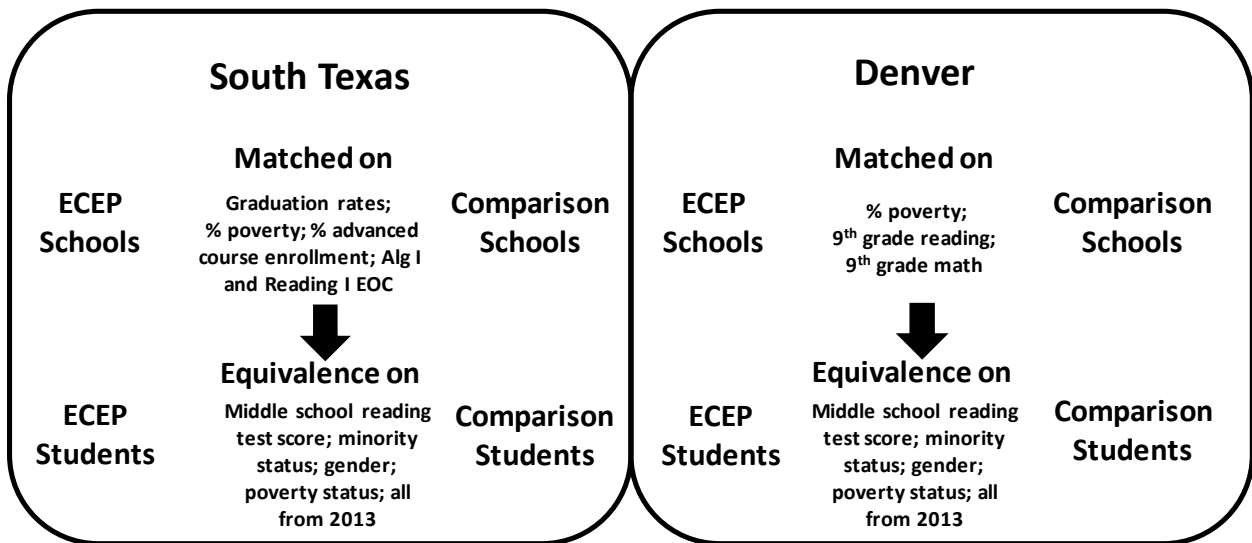 South Texas
Matched on
ECEP
Schools
Graduation rates;
% poverty; % advanced
course enrollment; Alg I
and Reading I EOC
Comparison
Schools
Equivalence on
ECEP
Students
Middle school reading
test score; minority
status; gender;
poverty status; all
from 2013
Comparison
Students
Denver
Matched on
ECEP
Schools
% poverty;
9th grade reading;
9th grade math
Comparison
Schools
Equivalence on
ECEP
Students
Middle school reading
test score; minority
status; gender;
poverty status; all
from 2013
Comparison
Students